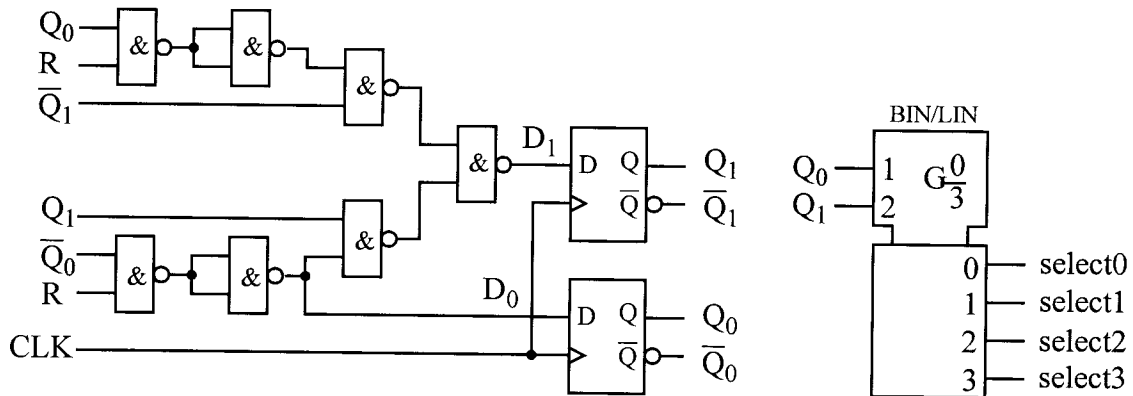 Q₀
R
Q̅₁
&
&
&
&
D₁
D
Q
Q̅
Q₁
Q̅₁
Q₁
Q̅₀
R
&
&
&
D₀
D
Q
Q̅
Q₀
Q̅₀
CLK
BIN/LIN
Q₀
Q₁
1
2
G 0/3
0
1
2
3
select0
select1
select2
select3